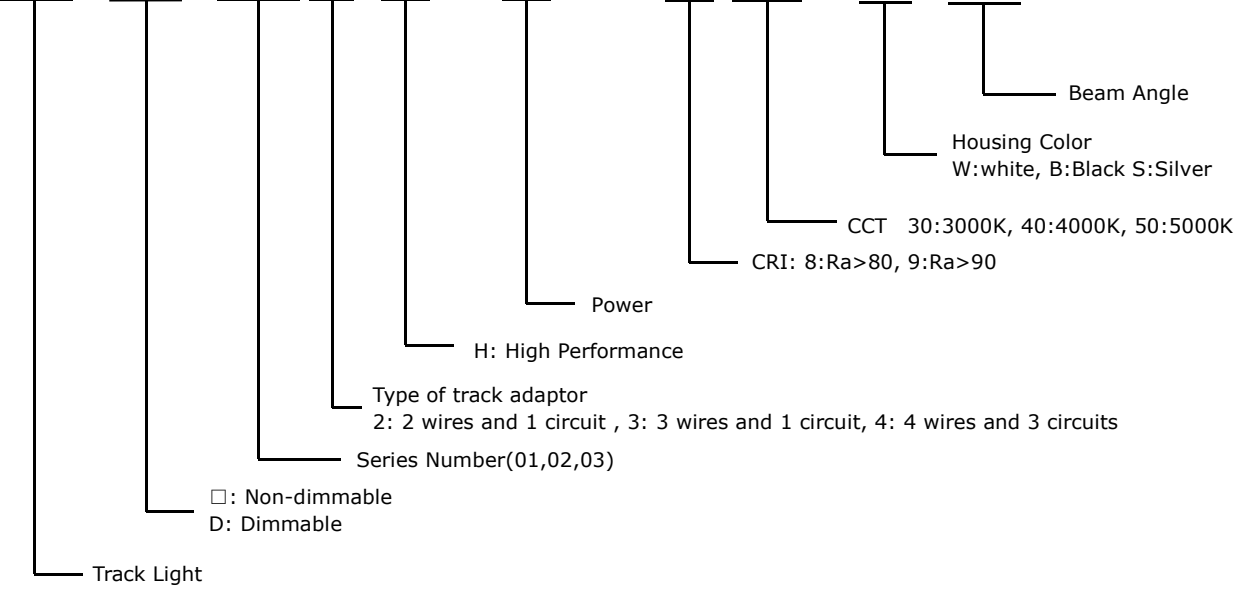 Beam Angle
Housing Color
W:white, B:Black S:Silver
CCT 30:3000K, 40:4000K, 50:5000K
CRI: 8:Ra>80, 9:Ra>90
Power
H: High Performance
Type of track adaptor
2: 2 wires and 1 circuit , 3: 3 wires and 1 circuit, 4: 4 wires and 3 circuits
Series Number(01,02,03)
□: Non-dimmable
D: Dimmable
Track Light